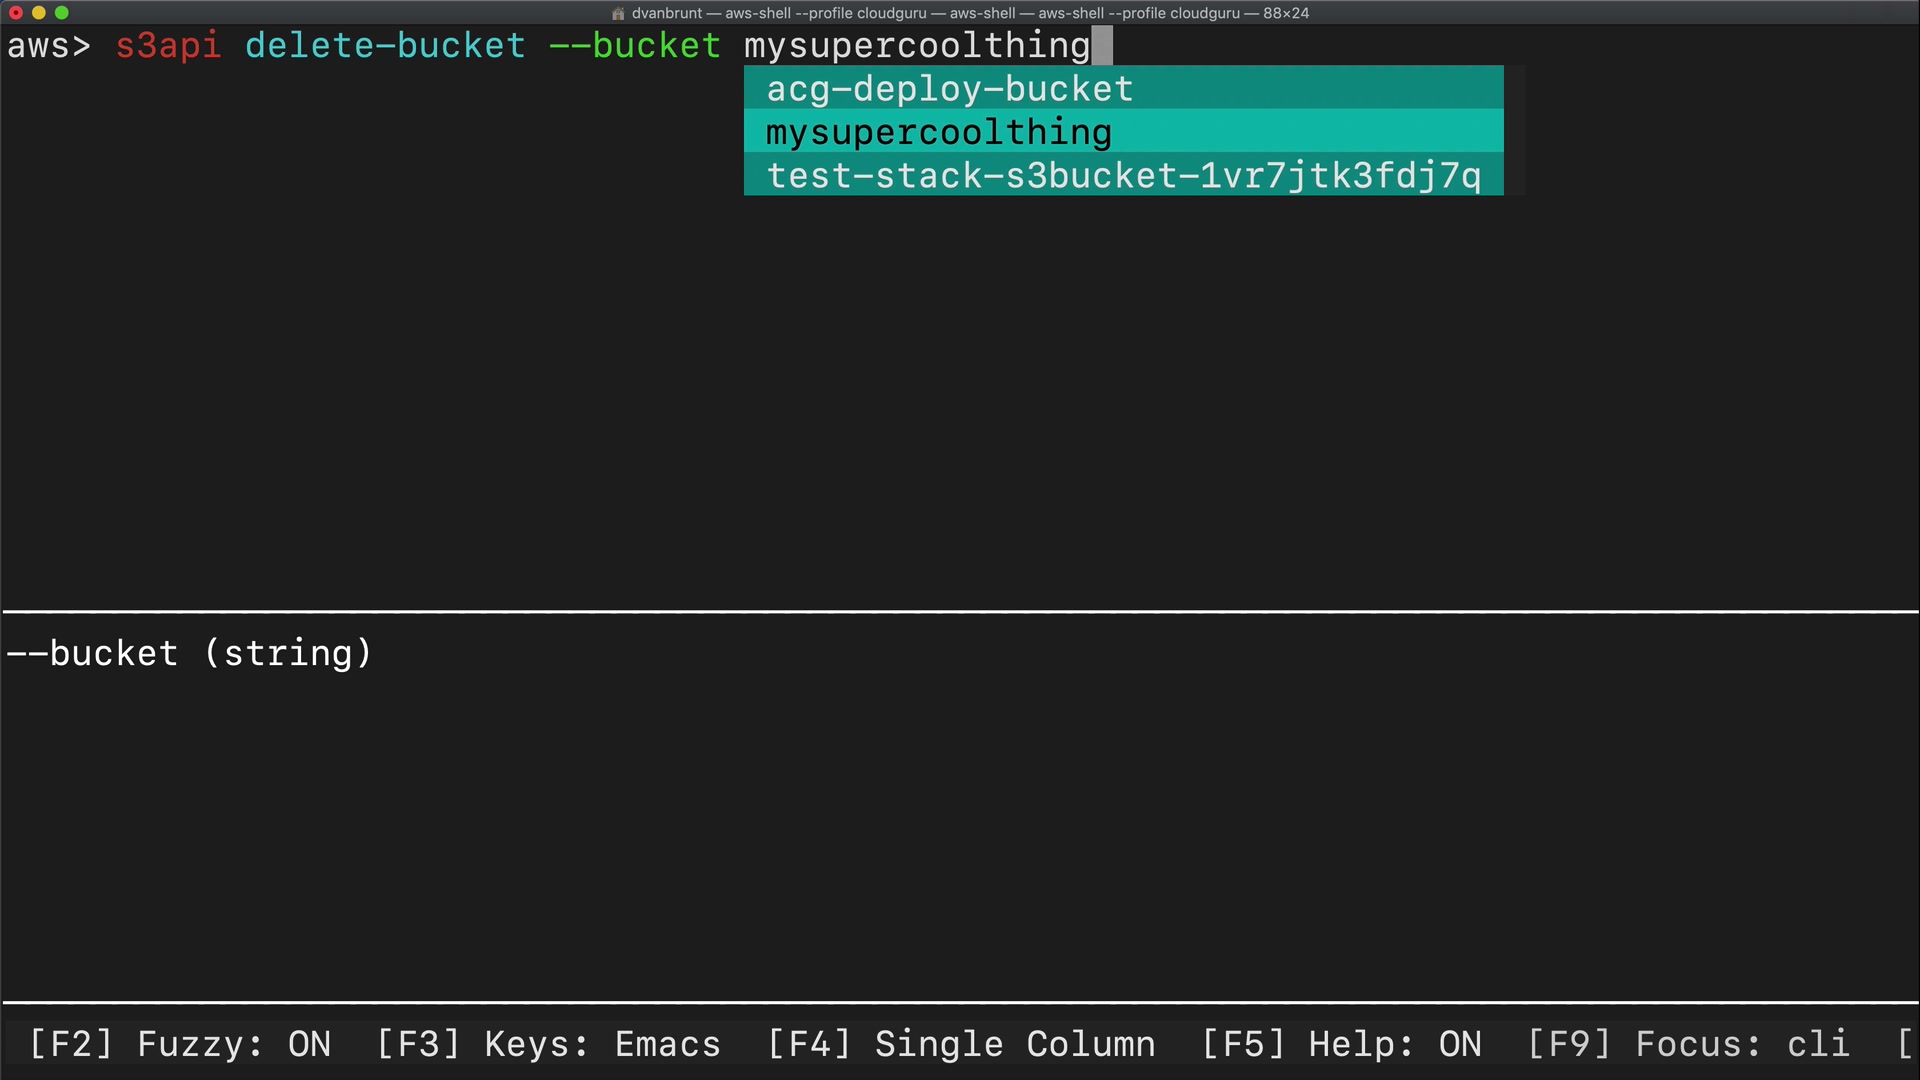 dvanbrunt — aws-shell --profile cloudguru — aws-shell — aws-shell --profile cloudguru — 88×24
aws> s3api delete-bucket --bucket mysupercoolthing
acg-deploy-bucket
mysupercoolthing
test-stack-s3bucket-1vr7jtk3fdj7q
--bucket (string)
[F2] Fuzzy: ON [F3] Keys: Emacs [F4] Single Column [F5] Help: ON [F9] Focus: cli [